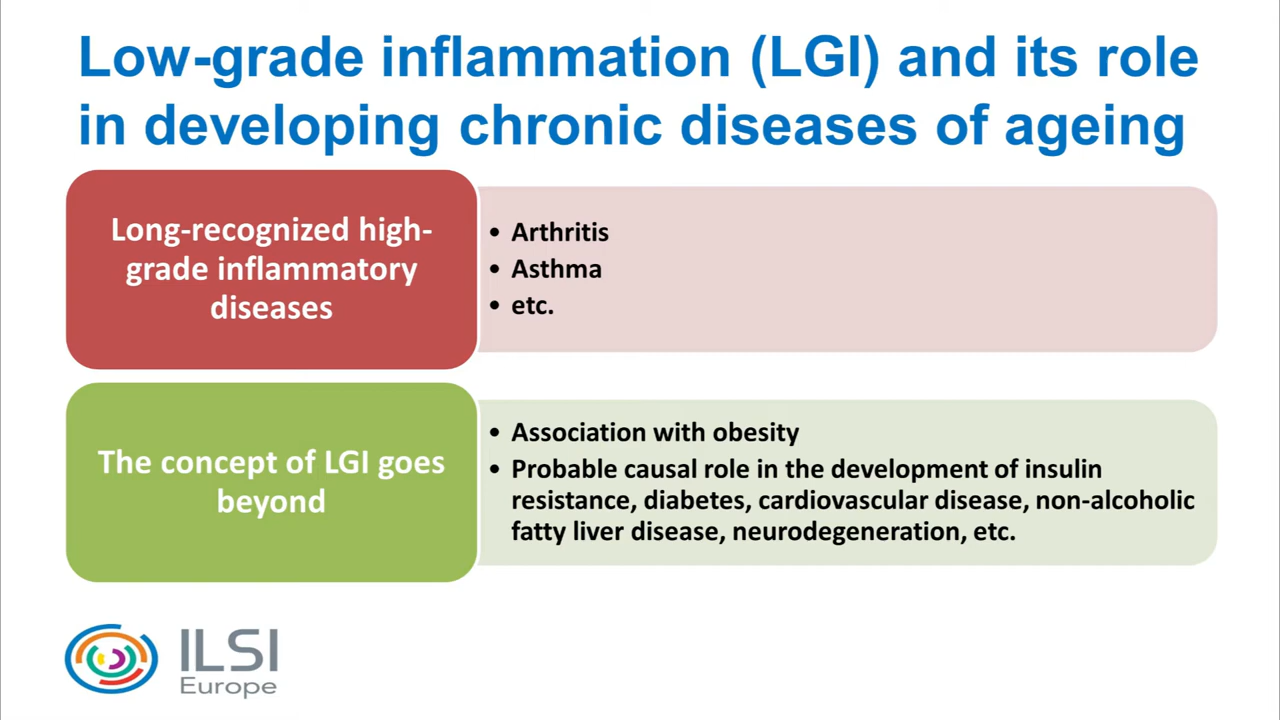 Low-grade inflammation (LGI) and its role
in developing chronic diseases of ageing
Long-recognized high-
grade inflammatory
diseases
• Arthritis
• Asthma
• etc.
The concept of LGI goes
beyond
• Association with obesity
• Probable causal role in the development of insulin
resistance, diabetes, cardiovascular disease, non-alcoholic
fatty liver disease, neurodegeneration, etc.
ILSI
Europe